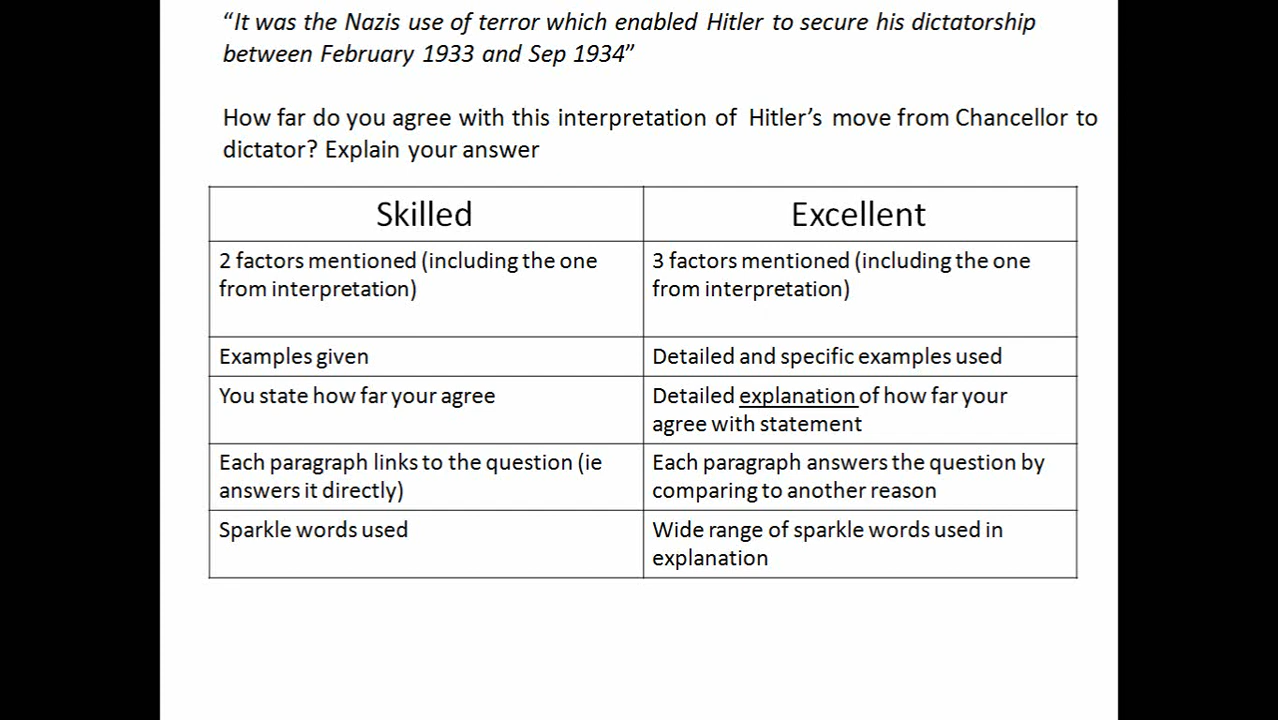 “It was the Nazis use of terror which enabled Hitler to secure his dictatorship
between February 1933 and Sep 1934”
How far do you agree with this interpretation of Hitler’s move from Chancellor to
dictator? Explain your answer
Skilled
Excellent
2 factors mentioned (including the one
from interpretation)
3 factors mentioned (including the one
from interpretation)
Examples given
Detailed and specific examples used
You state how far your agree
Detailed explanation of how far your
agree with statement
Each paragraph links to the question (ie
answers it directly)
Each paragraph answers the question by
comparing to another reason
Sparkle words used
Wide range of sparkle words used in
explanation